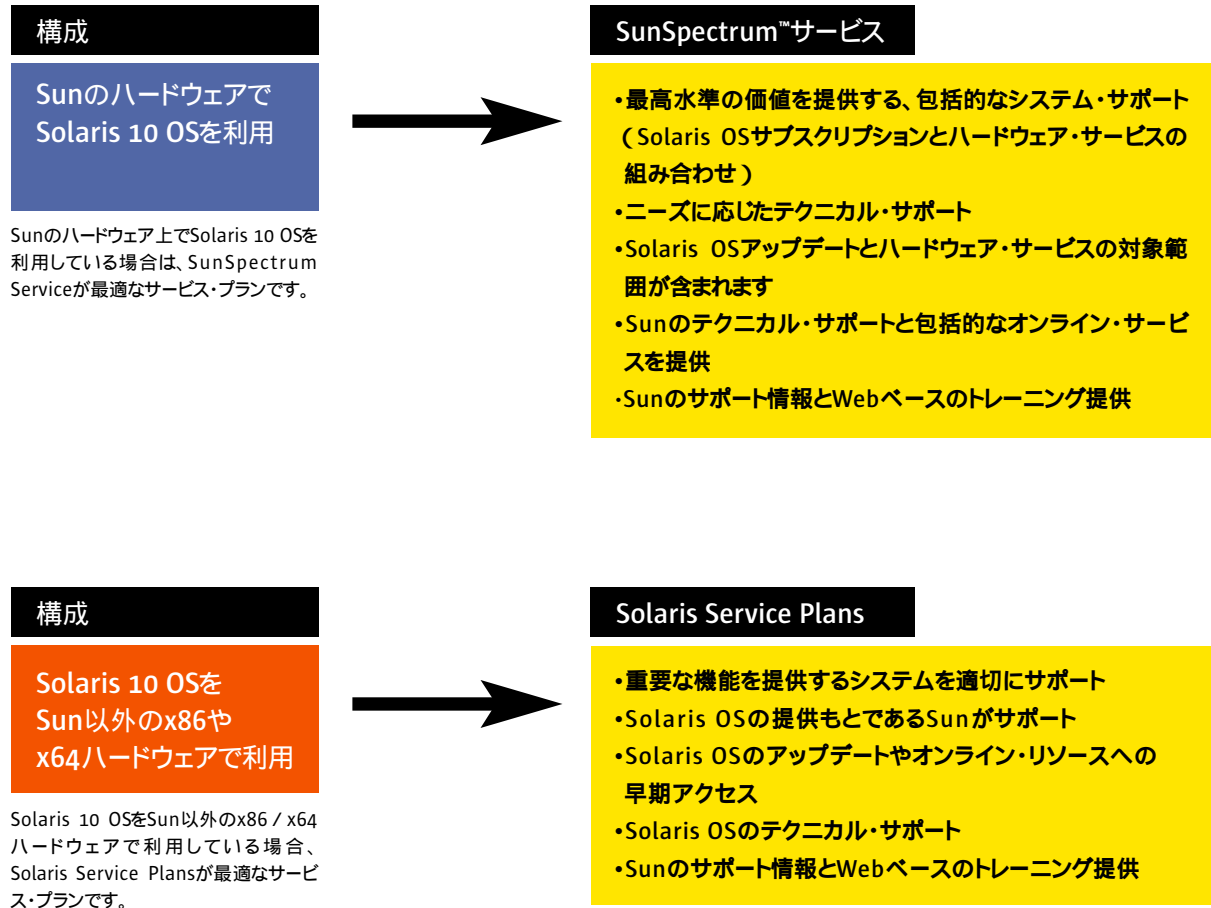 構成
Sunのハードウェアで
Solaris 10 OSを利用
Sunのハードウェア上でSolaris 10 OSを
利用している場合は、SunSpectrum
Serviceが最適なサービス・プランです。
SunSpectrum™サービス
•最高水準の価値を提供する、包括的なシステム・サポート
（Solaris OSサブスクリプションとハードウェア・サービスの
組み合わせ）
•ニーズに応じたテクニカル・サポート
•Solaris OSアップデートとハードウェア・サービスの対象範
囲が含まれます
•Sunのテクニカル・サポートと包括的なオンライン・サービ
スを提供
·Sunのサポート情報とWebベースのトレーニング提供
構成
Solaris 10 OSを
Sun以外のx86や
x64ハードウェアで利用
Solaris 10 OSをSun以外のx86 / x64
ハードウェアで利用している場合、
Solaris Service Plansが最適なサービ
ス・プランです。
Solaris Service Plans
•重要な機能を提供するシステムを適切にサポート
•Solaris OSの提供もとであるSunがサポート
•Solaris OSのアップデートやオンライン・リソースへの
早期アクセス
•Solaris OSのテクニカル・サポート
•Sunのサポート情報とWebベースのトレーニング提供